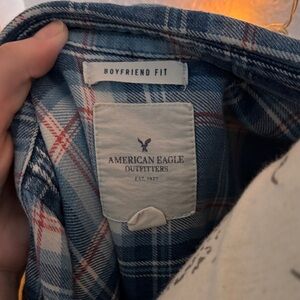 BOYFRIEND FIT
AMERICAN EAGLE
OUTFITTERS
EST. 1977